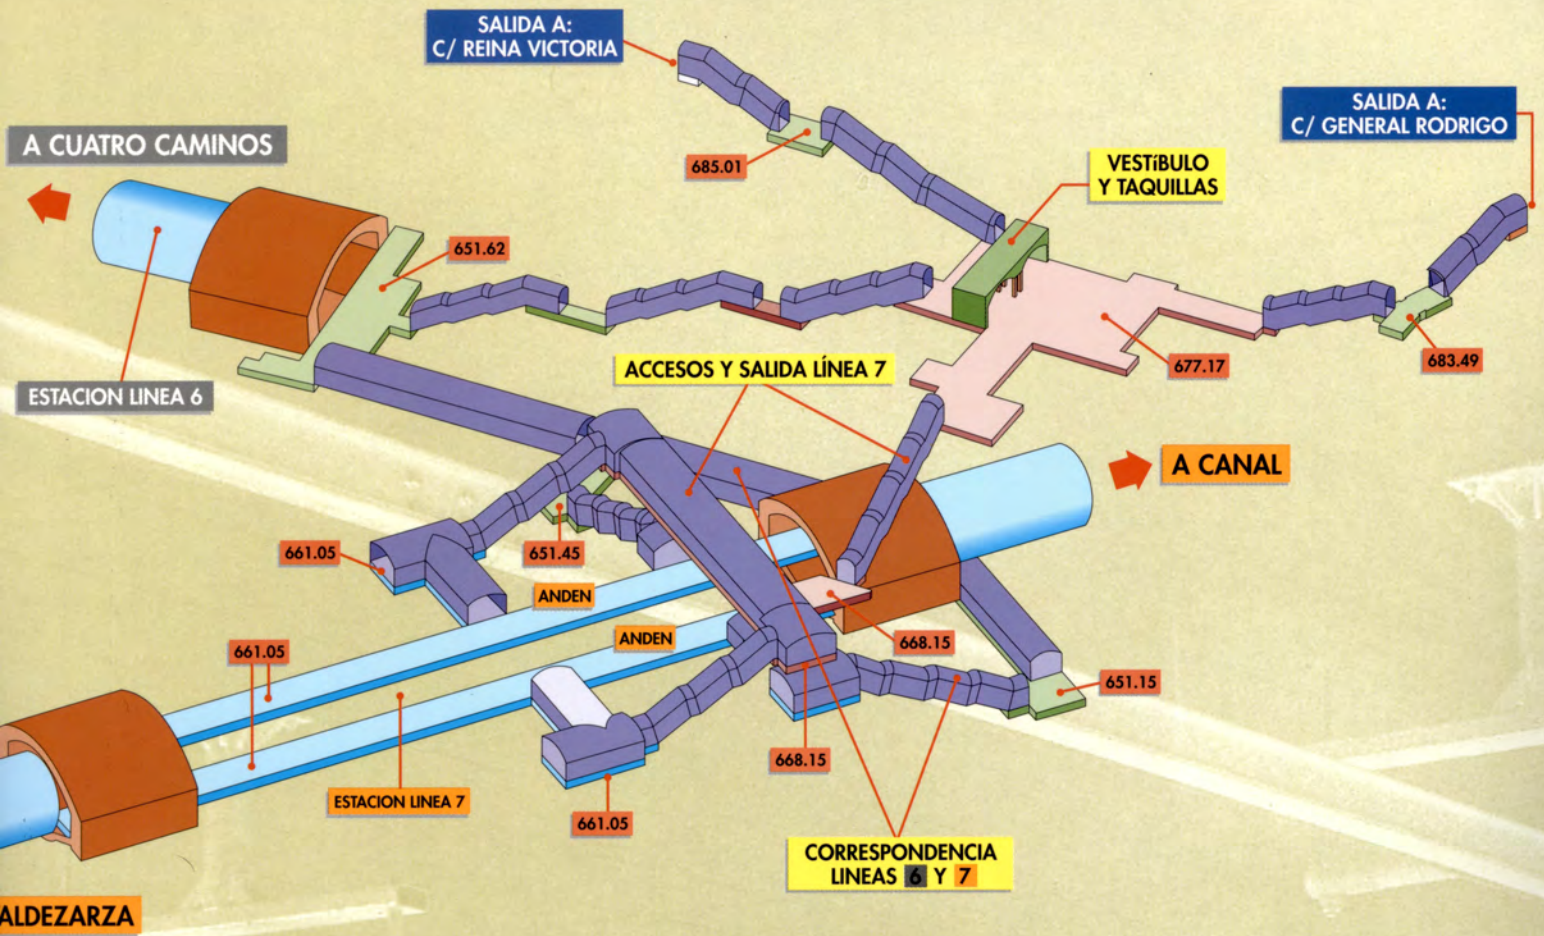 SALIDA A:
C/ REINA VICTORIA
SALIDA A:
C/ GENERAL RODRIGO
A CUATRO CAMINOS
685.01
VESTíBULO
Y TAQUILLAS
651.62
ESTACION LINEA 6
ACCESOS Y SALIDA LÍNEA 7
677.17
683.49
A CANAL
661.05
651.45
ANDEN
ANDEN
661.05
668.15
651.15
668.15
ESTACION LINEA 7
661.05
CORRESPONDENCIA
LINEAS 6 Y 7
ALDEZARZA